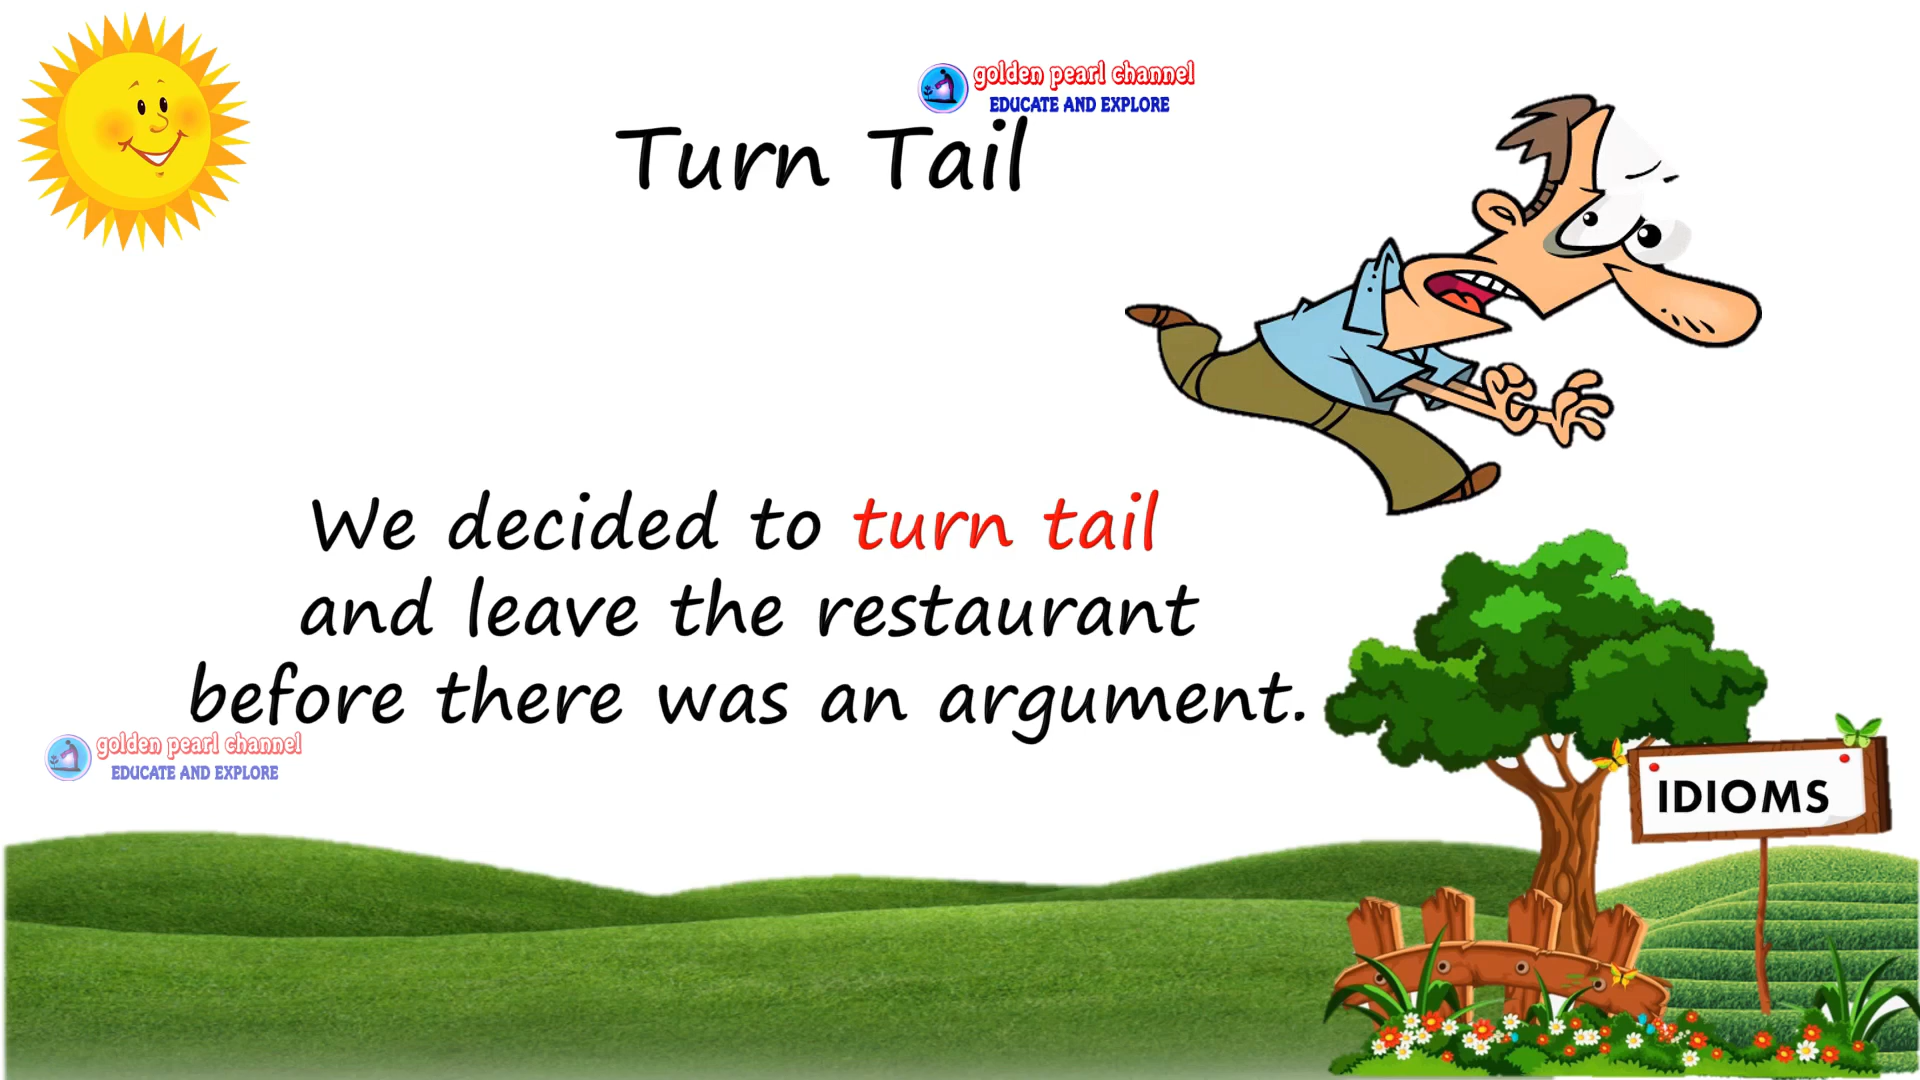 golden pearl channel
EDUCATE AND EXPLORE
Turn Tail
We decided to turn tail
and leave the restaurant
before there was an argument.
golden pearl channel
EDUCATE AND EXPLORE
IDIOMS